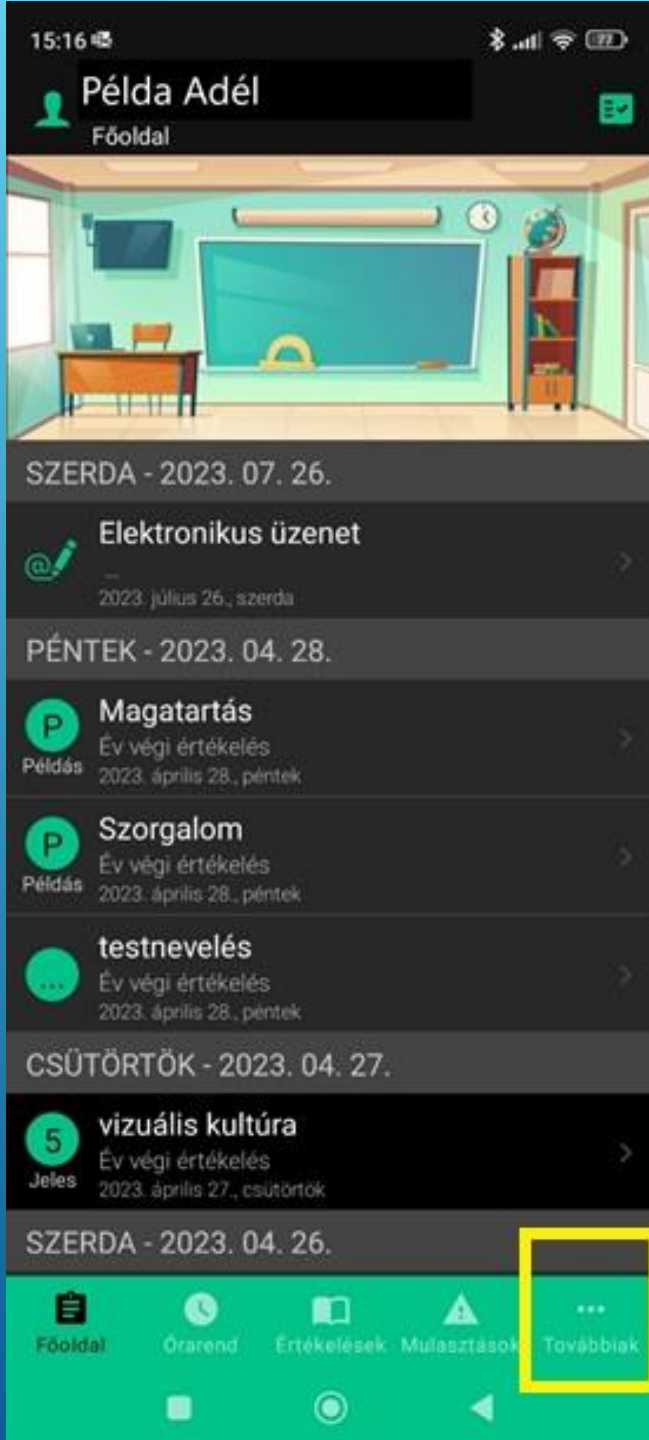 15:16
77
Példa Adél
Főoldal
SZERDA - 2023. 07. 26.
Elektronikus üzenet
...
2023. július 26., szerda
PÉNTEK - 2023. 04. 28.
P
Példás
Magatartás
Év végi értékelés
2023. április 28., péntek
P
Példás
Szorgalom
Év végi értékelés
2023. április 28., péntek
...
testnevelés
Év végi értékelés
2023. április 28., péntek
CSÜTÖRTÖK - 2023. 04. 27.
5
Jeles
vizuális kultúra
Év végi értékelés
2023. április 27., csütörtök
SZERDA - 2023. 04. 26.
Főoldal Órarend Értékelések Mulasztások Továbbiak